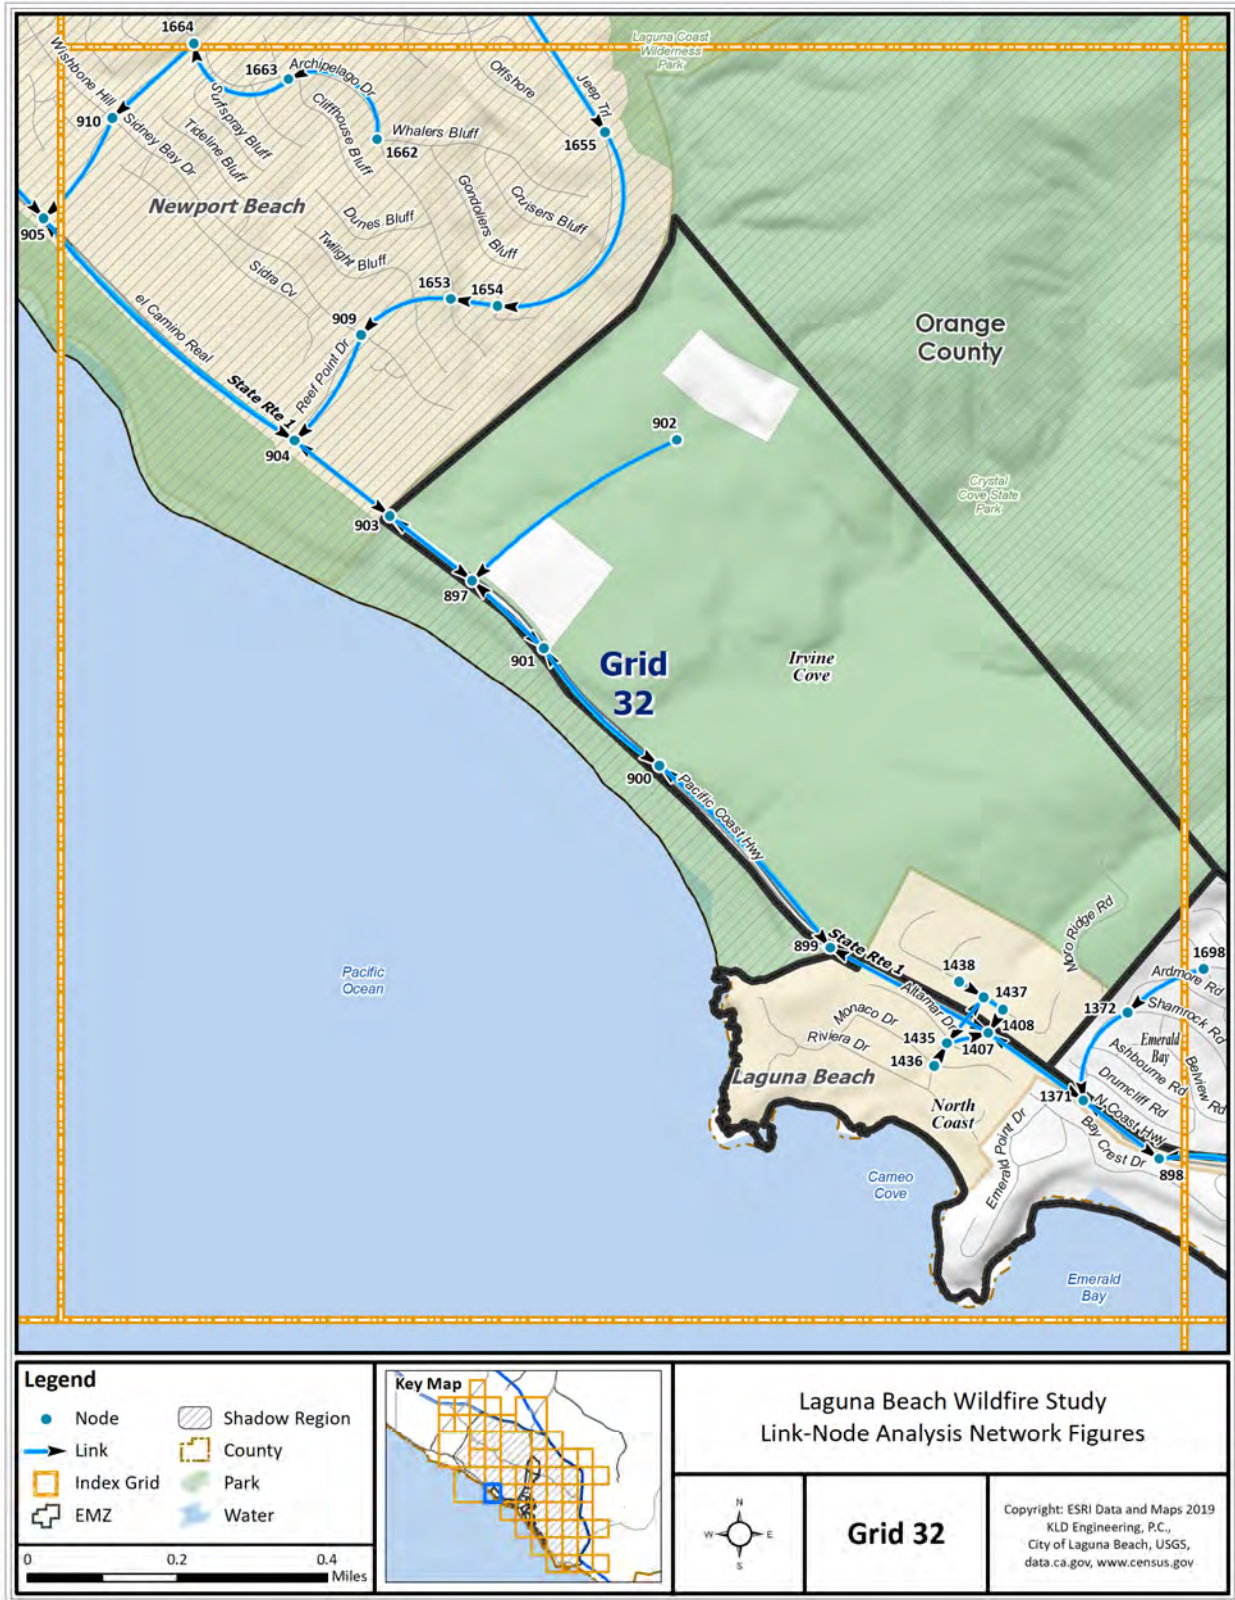 1664
Laguna Coast
Wilderness
Park
Wishbone Hill
1663
Archipelago Dr
Offshore
Jeep Trl
910
Surfspray Bluff
Cliffhouse Bluff
Sidney Bay Dr
Tideline Bluff
Whalers Bluff
1662
1655
Newport Beach
Gondoliers Bluff
Cruisers Bluff
Dunes Bluff
905
Twilight Bluff
Sidra Cv
1653
1654
el Camino Real
909
Reef Point Dr
Orange
County
State Rte 1
904
902
Crystal
Cove State
Park
903
897
901
Grid
32
Irvine
Cove
900
Pacific Coast Hwy
Moro Ridge Rd
899
State Rte 1
1698
Pacific
Ocean
1438
1437
Ardmore Rd
Altamar Dr
1372
Shamrock Rd
Monaco Dr
1408
Riviera Dr
1435
1407
Emerald
Bay
1436
Ashbourne Rd
Belview Rd
Laguna Beach
Drumcliff Rd
1371
North
Coast
N Coast Hwy
Emerald Point Dr
Bay Crest Dr
898
Cameo
Cove
Emerald
Bay
Legend
Node
Shadow Region
Link
County
Index Grid
Park
EMZ
Water
0 0.2 0.4
Miles
Key Map
Laguna Beach Wildfire Study
Link-Node Analysis Network Figures
N
W E
S
Grid 32
Copyright: ESRI Data and Maps 2019
KLD Engineering, P.C.,
City of Laguna Beach, USGS,
data.ca.gov, www.census.gov